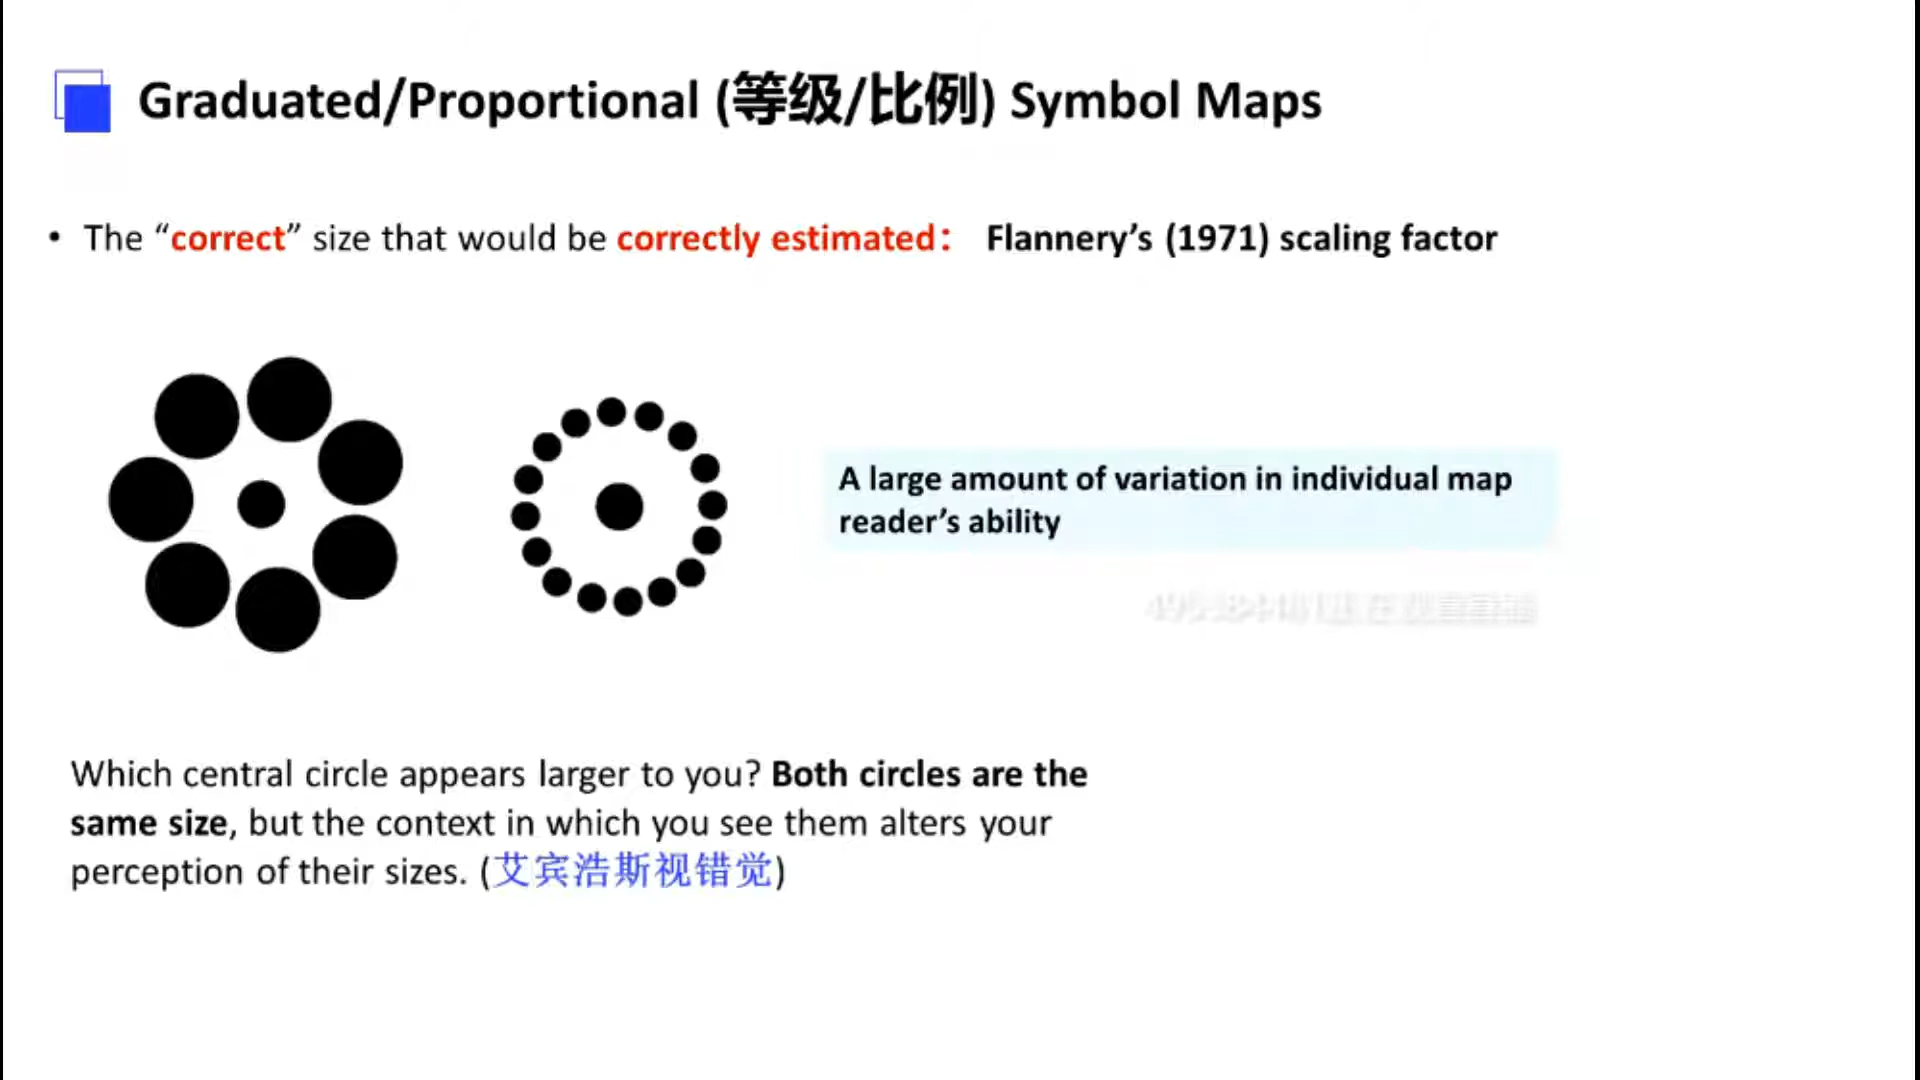 Graduated/Proportional (等级/比例) Symbol Maps
• The “correct” size that would be correctly estimated： Flannery’s (1971) scaling factor
A large amount of variation in individual map
reader’s ability
Which central circle appears larger to you? Both circles are the
same size, but the context in which you see them alters your
perception of their sizes. (艾宾浩斯视错觉)